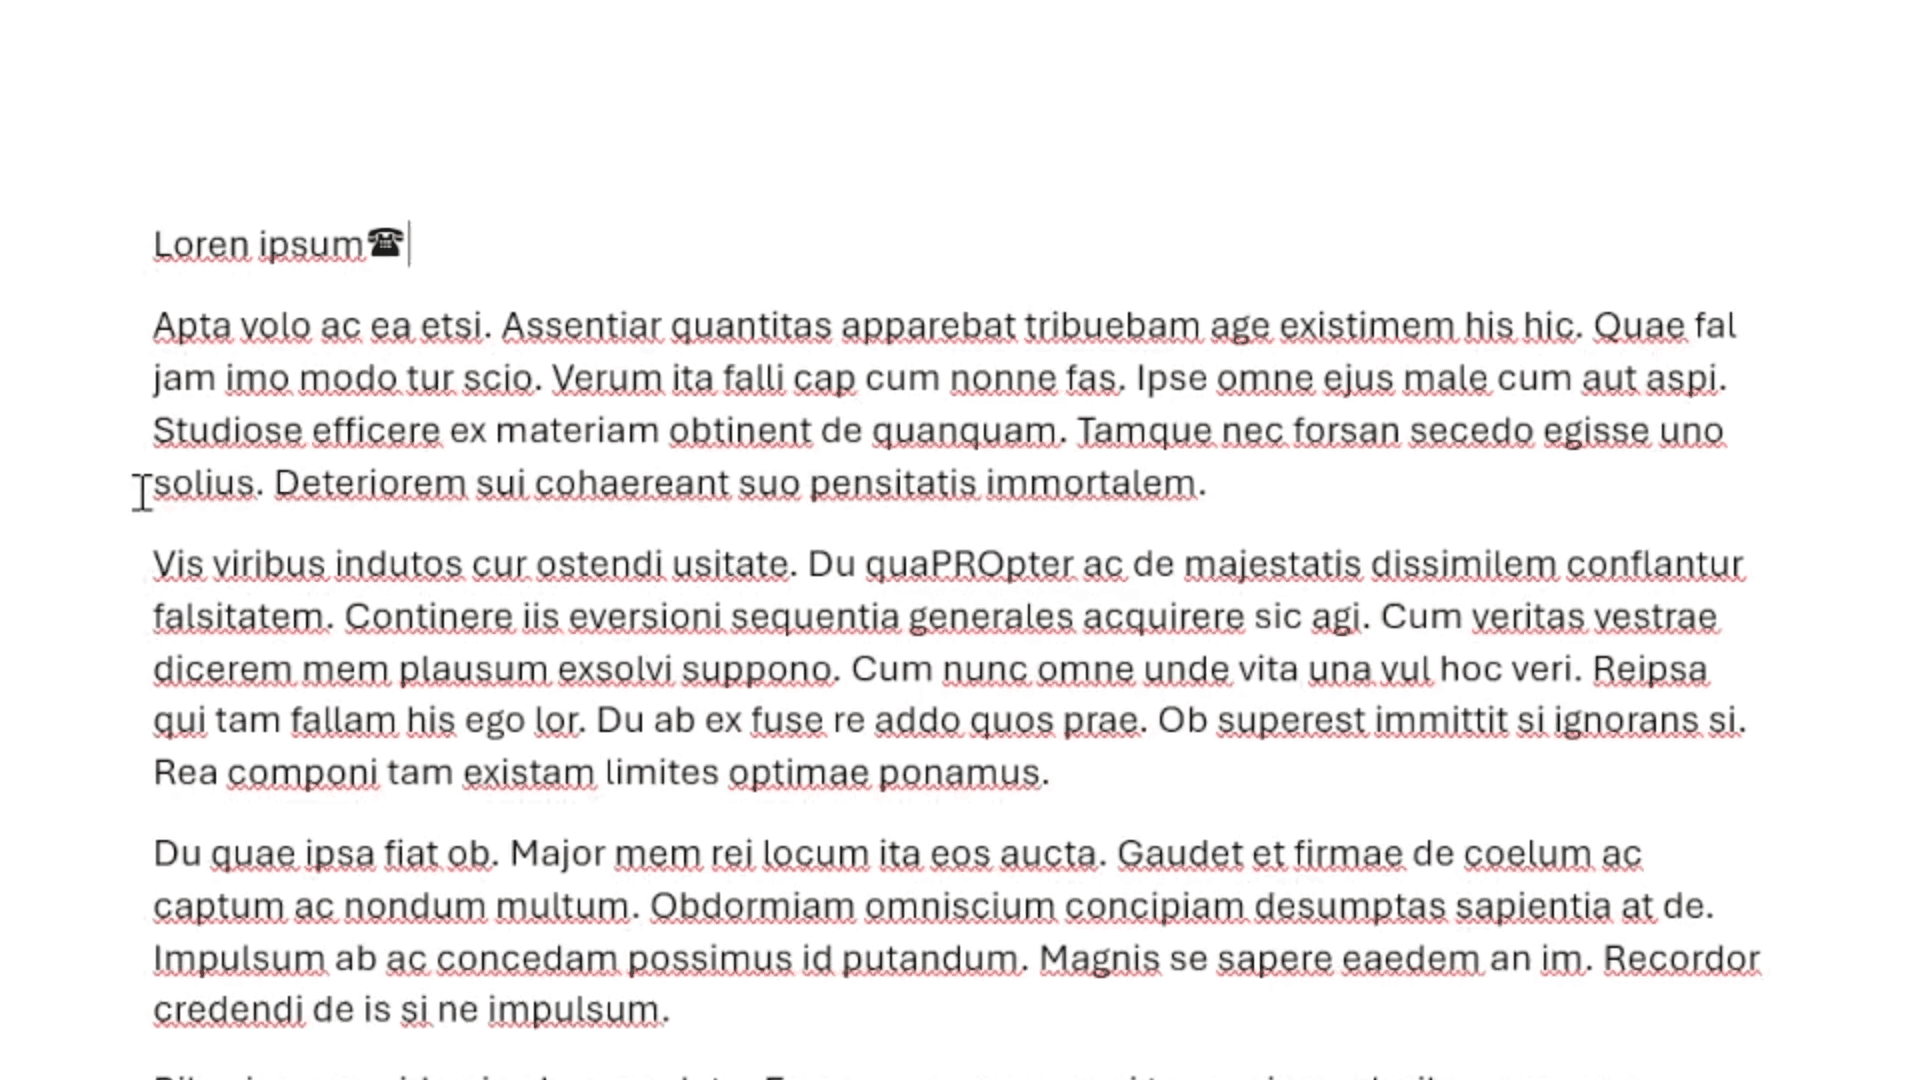 Loren ipsum☎
Apta volo ac ea etsi. Assentiar quantitas apparebat tribuebam age existimem his hic. Quae fal
jam imo modo tur scio. Verum ita falli cap cum nonne fas. Ipse omne ejus male cum aut aspi.
Studiose efficere ex materiam obtinent de quanquam. Tamque nec forsan secedo egisse uno
solius. Deteriorem sui cohaereant suo pensitatis immortalem.
Vis viribus indutos cur ostendi usitate. Du quaPROpter ac de majestatis dissimilem conflantur
falsitatem. Continere iis eversioni sequentia generales acquirere sic agi. Cum veritas vestrae
dicerem mem plausum exsolvi suppono. Cum nunc omne unde vita una vul hoc veri. Reipsa
qui tam fallam his ego lor. Du ab ex fuse re addo quos prae. Ob superest immittit si ignorans si.
Rea componi tam existam limites optimae ponamus.
Du quae ipsa fiat ob. Major mem rei locum ita eos aucta. Gaudet et firmae de coelum ac
captum ac nondum multum. Obdormiam omniscium concipiam desumptas sapientia at de.
Impulsum ab ac concedam possimus id putandum. Magnis se sapere eaedem an im. Recordor
credendi de is si ne impulsum.